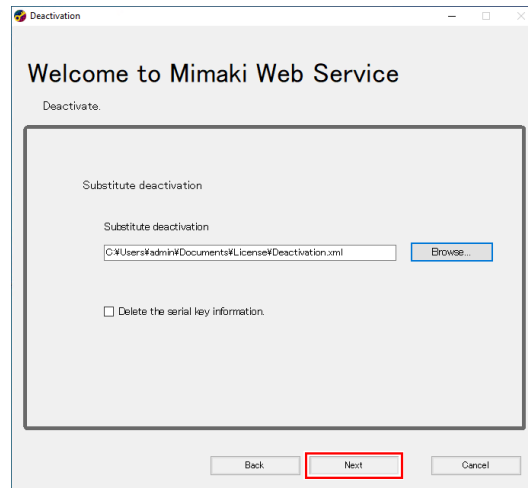 Deactivation
Welcome to Mimaki Web Service
Deactivate.
Substitute deactivation
Substitute deactivation
C:¥Users¥admin¥Documents¥License¥Deactivation.xml
Browse...
Delete the serial key information.
Back Next Cancel